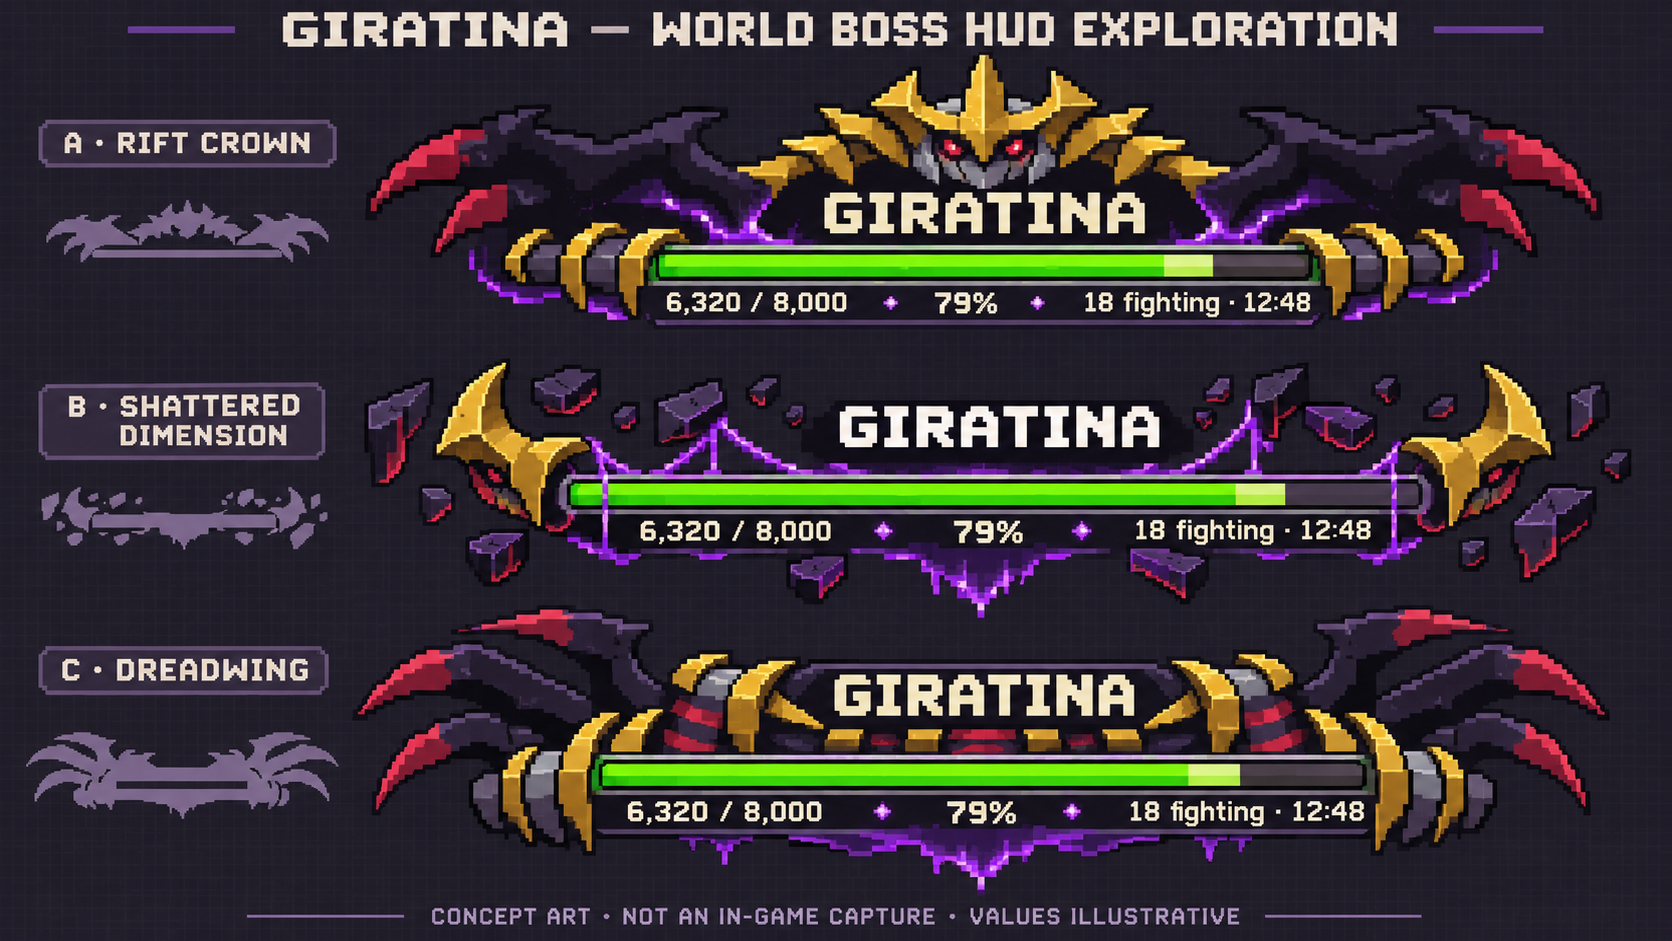 GIRATINA — WORLD BOSS HUD EXPLORATION
A · RIFT CROWN
GIRATINA
6,320 / 8,000 79% 18 fighting · 12:48
B · SHATTERED
DIMENSION
GIRATINA
6,320 / 8,000 79% 18 fighting · 12:48
C · DREADWING
GIRATINA
6,320 / 8,000 79% 18 fighting · 12:48
CONCEPT ART · NOT AN IN-GAME CAPTURE · VALUES ILLUSTRATIVE